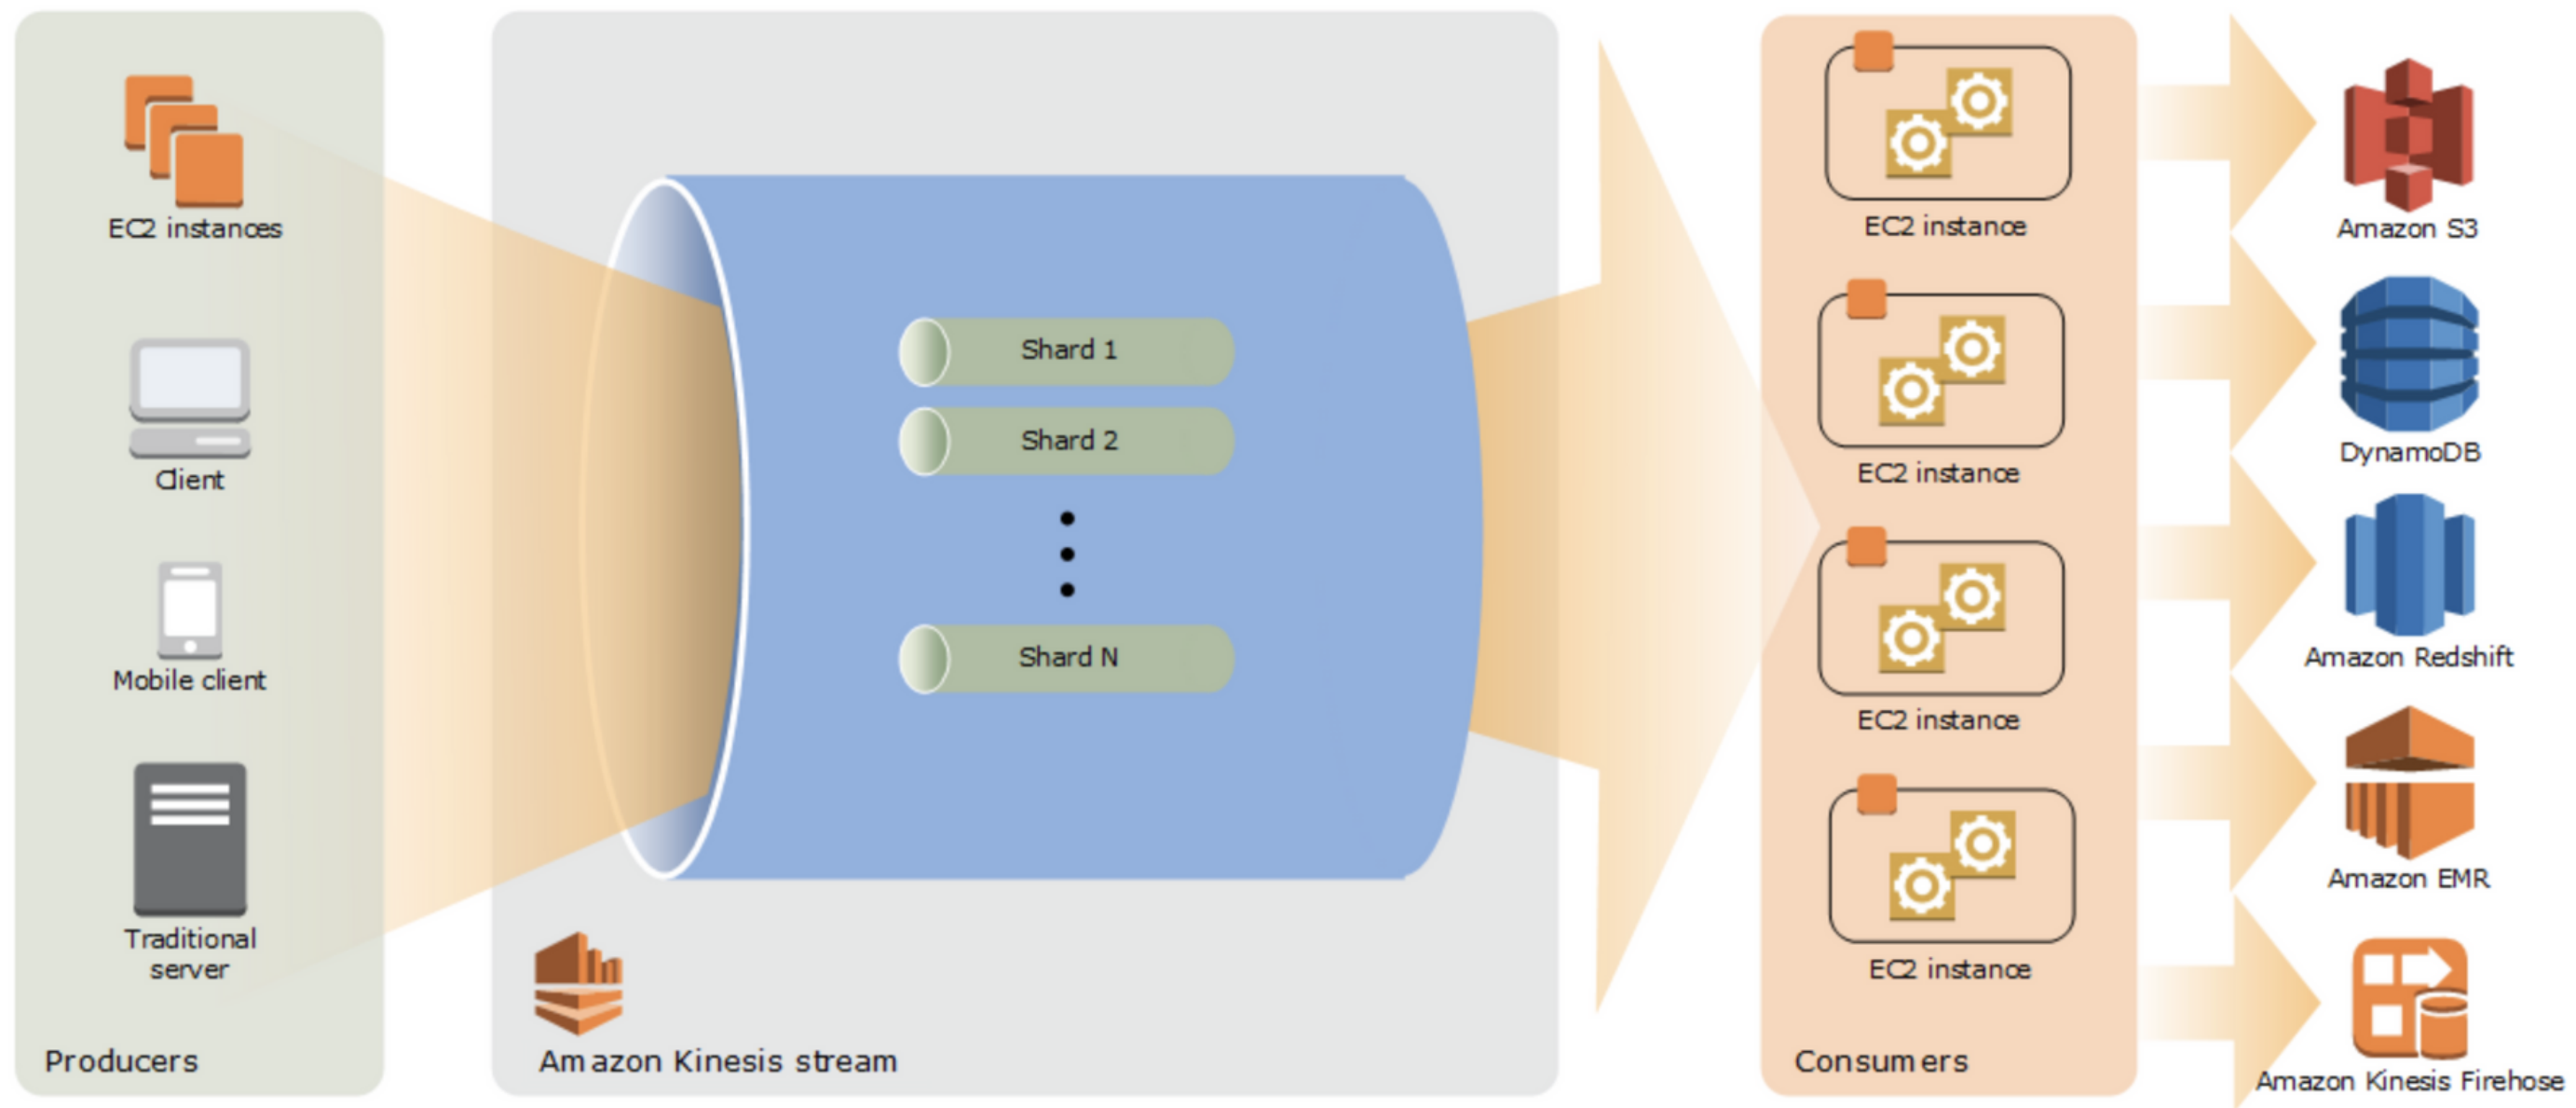 EC2 instances
Client
Mobile client
Traditional
server
Producers
Shard 1
Shard 2
Shard N
Amazon Kinesis stream
EC2 instance
EC2 instance
EC2 instance
EC2 instance
Consumers
Amazon S3
DynamoDB
Amazon Redshift
Amazon EMR
Amazon Kinesis Firehose